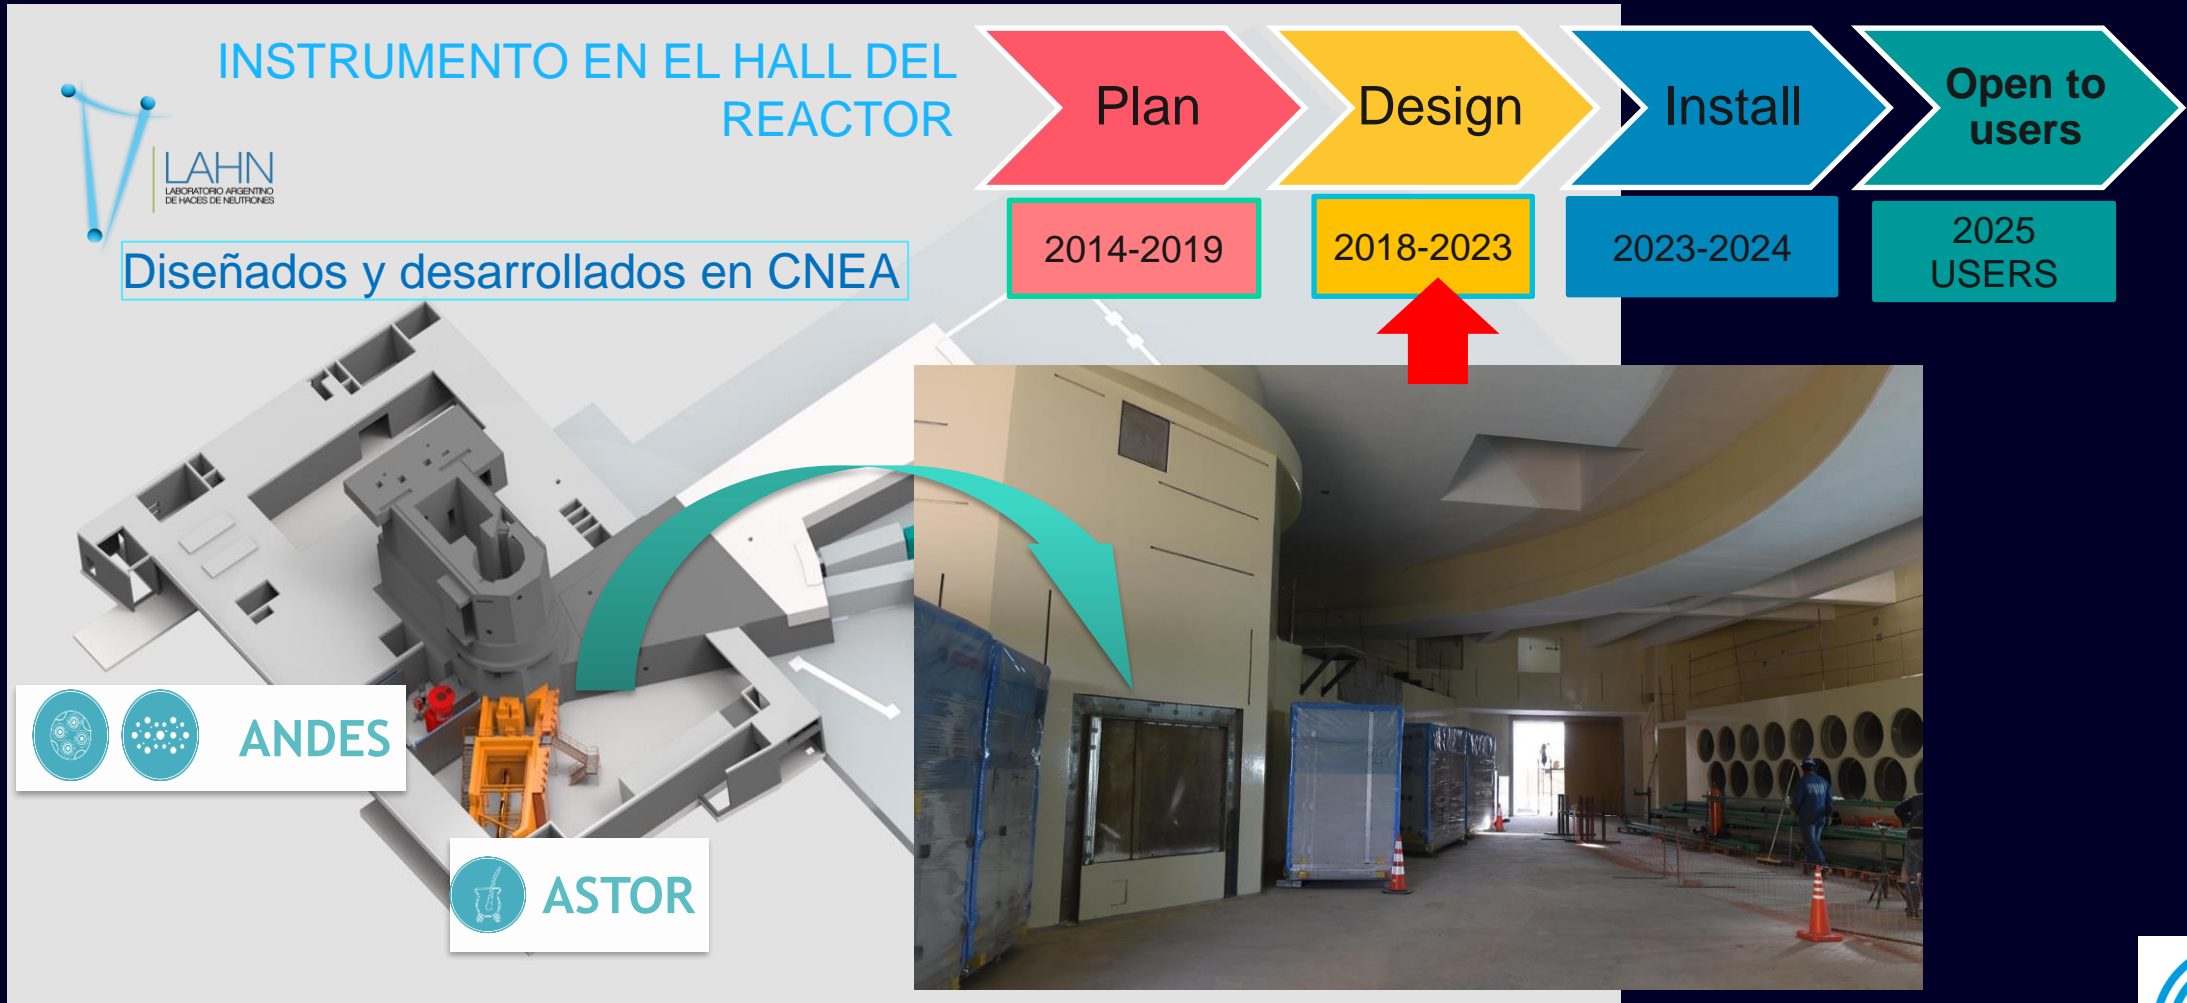 INSTRUMENTO EN EL HALL DEL
REACTOR
LAHN
LABORATORIO ARGENTINO
DE HACES DE NEUTRONES
Diseñados y desarrollados en CNEA
Plan
Design
Install
Open to
users
2014-2019
2018-2023
2023-2024
2025
USERS
ANDES
ASTOR